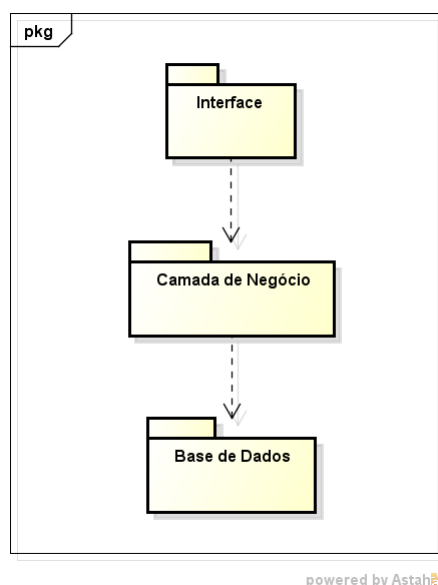 pkg
Interface
Camada de Negócio
Base de Dados
powered by Astah